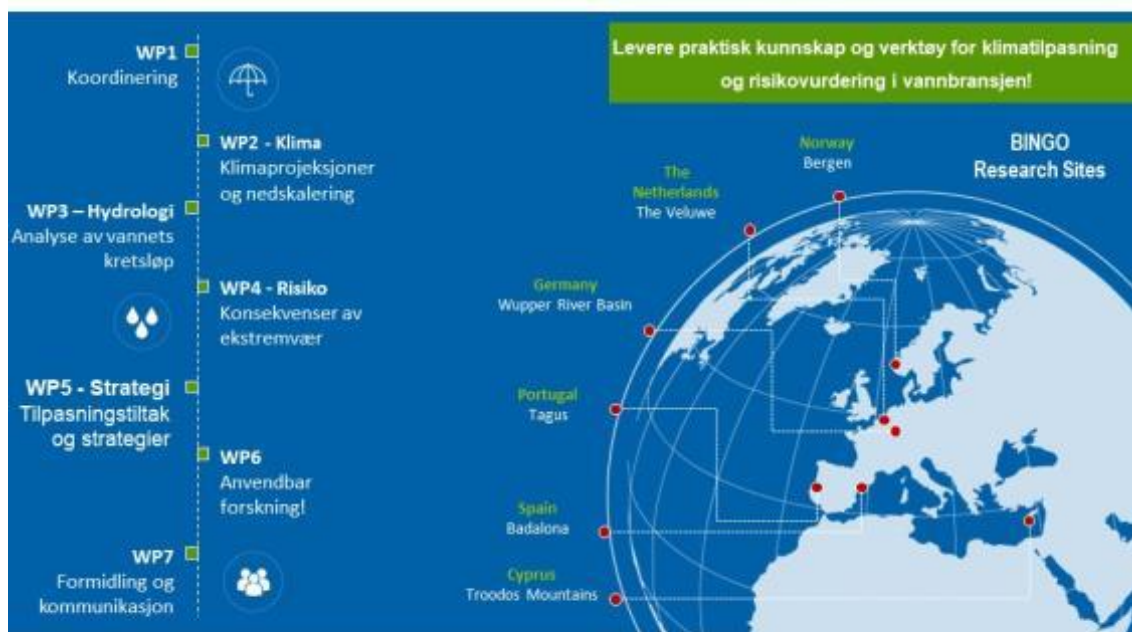 WP1
Koordinering
WP2 - Klima
Klimaprojeksjoner
og nedskalering
WP3 – Hydrologi
Analyse av vannets
kretsløp
WP4 - Risiko
Konsekvenser av
ekstremvær
WP5 - Strategi
Tilpasningstiltak
og strategier
WP6
Anvendbar
forskning!
WP7
Formidling og
kommunikasjon
Levere praktisk kunnskap og verktøy for klimatilpasning
og risikovurdering i vannbransjen!
BINGO
Research Sites
Norway
Bergen
The
Netherlands
The Veluwe
Germany
Wupper River Basin
Portugal
Tagus
Spain
Badalona
Cyprus
Troodos Mountains